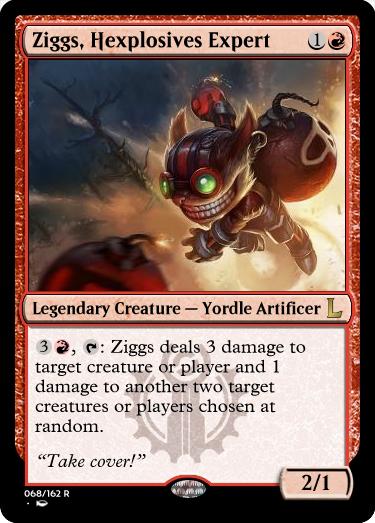 Ziggs, Hexplosives Expert 1
Legendary Creature — Yordle Artificer L
3 , : Ziggs deals 3 damage to
target creature or player and 1
damage to another two target
creatures or players chosen at
random.
“Take cover!”
068/162 R
2/1